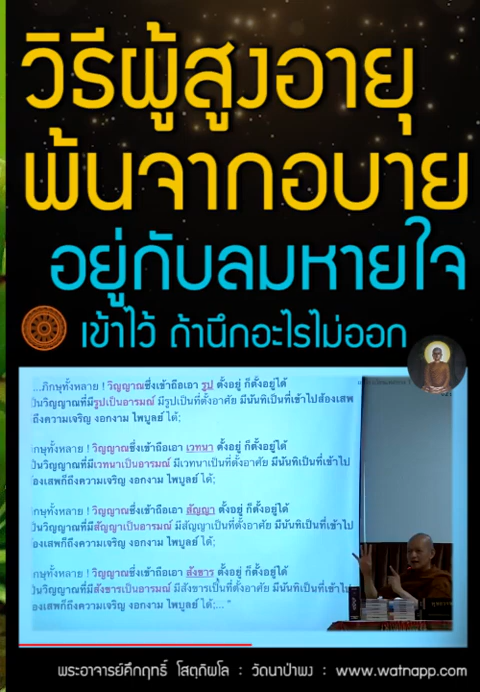 วิธีผู้สูงอายุ
พ้นจากอบาย
อยู่กับลมหายใจ
เข้าไว้ ถ้านึกอะไรไม่ออก
...ภิกษุทั้งหลาย ! วิญญาณซึ่งเข้าถือเอา รูป ตั้งอยู่ ก็ตั้งอยู่ได้
ป็นวิญญาณที่มีรูปเป็นอารมณ์ มีรูปเป็นที่ตั้งอาศัย มีนันทิเป็นที่เข้าไปส้องเสพ
ถึงความเจริญ งอกงาม ไพบูลย์ ได้;
ิกษุทั้งหลาย ! วิญญาณซึ่งเข้าถือเอา เวทนา ตั้งอยู่ ก็ตั้งอยู่ได้
ป็นวิญญาณที่มีเวทนาเป็นอารมณ์ มีเวทนาเป็นที่ตั้งอาศัย มีนันทิเป็นที่เข้าไป
องเสพก็ถึงความเจริญ งอกงาม ไพบูลย์ ได้;
ิกษุทั้งหลาย ! วิญญาณซึ่งเข้าถือเอา สัญญา ตั้งอยู่ ก็ตั้งอยู่ได้
ป็นวิญญาณที่มีสัญญาเป็นอารมณ์ มีสัญญาเป็นที่ตั้งอาศัย มีนันทิเป็นที่เข้าไป
้องเสพก็ถึงความเจริญ งอกงาม ไพบูลย์ ได้;
ิกษุทั้งหลาย ! วิญญาณซึ่งเข้าถือเอา สังขาร ตั้งอยู่ ก็ตั้งอยู่ได้
ป็นวิญญาณที่มีสังขารเป็นอารมณ์ มีสังขารเป็นที่ตั้งอาศัย มีนันทิเป็นที่เข้าไป
องเสพก็ถึงความเจริญ งอกงาม ไพบูลย์ ได้;... "
พระอาจารย์คึกฤทธิ์ โสตฺถิผโล : วัดนาป่าพง : www.watnapp.com